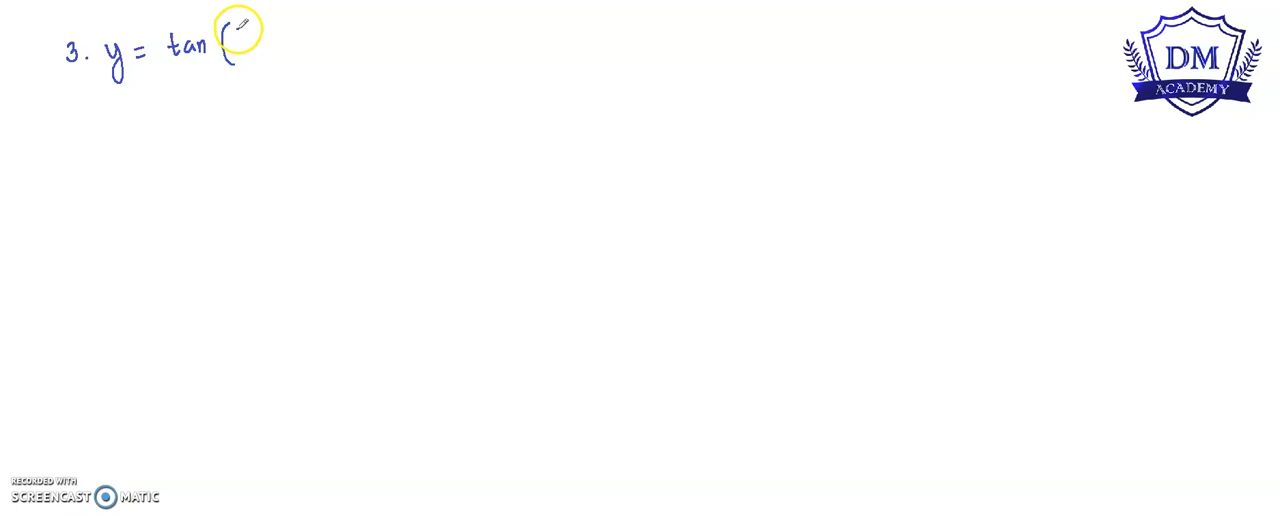 3. y = tan (
DM
ACADEMY
RECORDED WITH
SCREENCAST MATIC